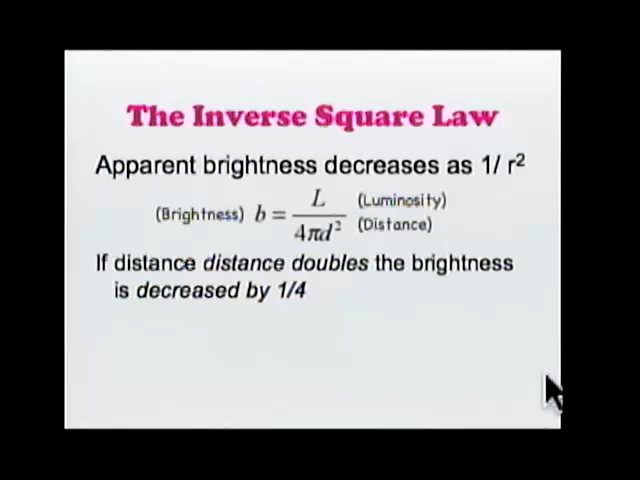 The Inverse Square Law
Apparent brightness decreases as 1/ r²
(Brightness) b = L / 4πd² (Luminosity) (Distance)
If distance distance doubles the brightness
is decreased by 1/4